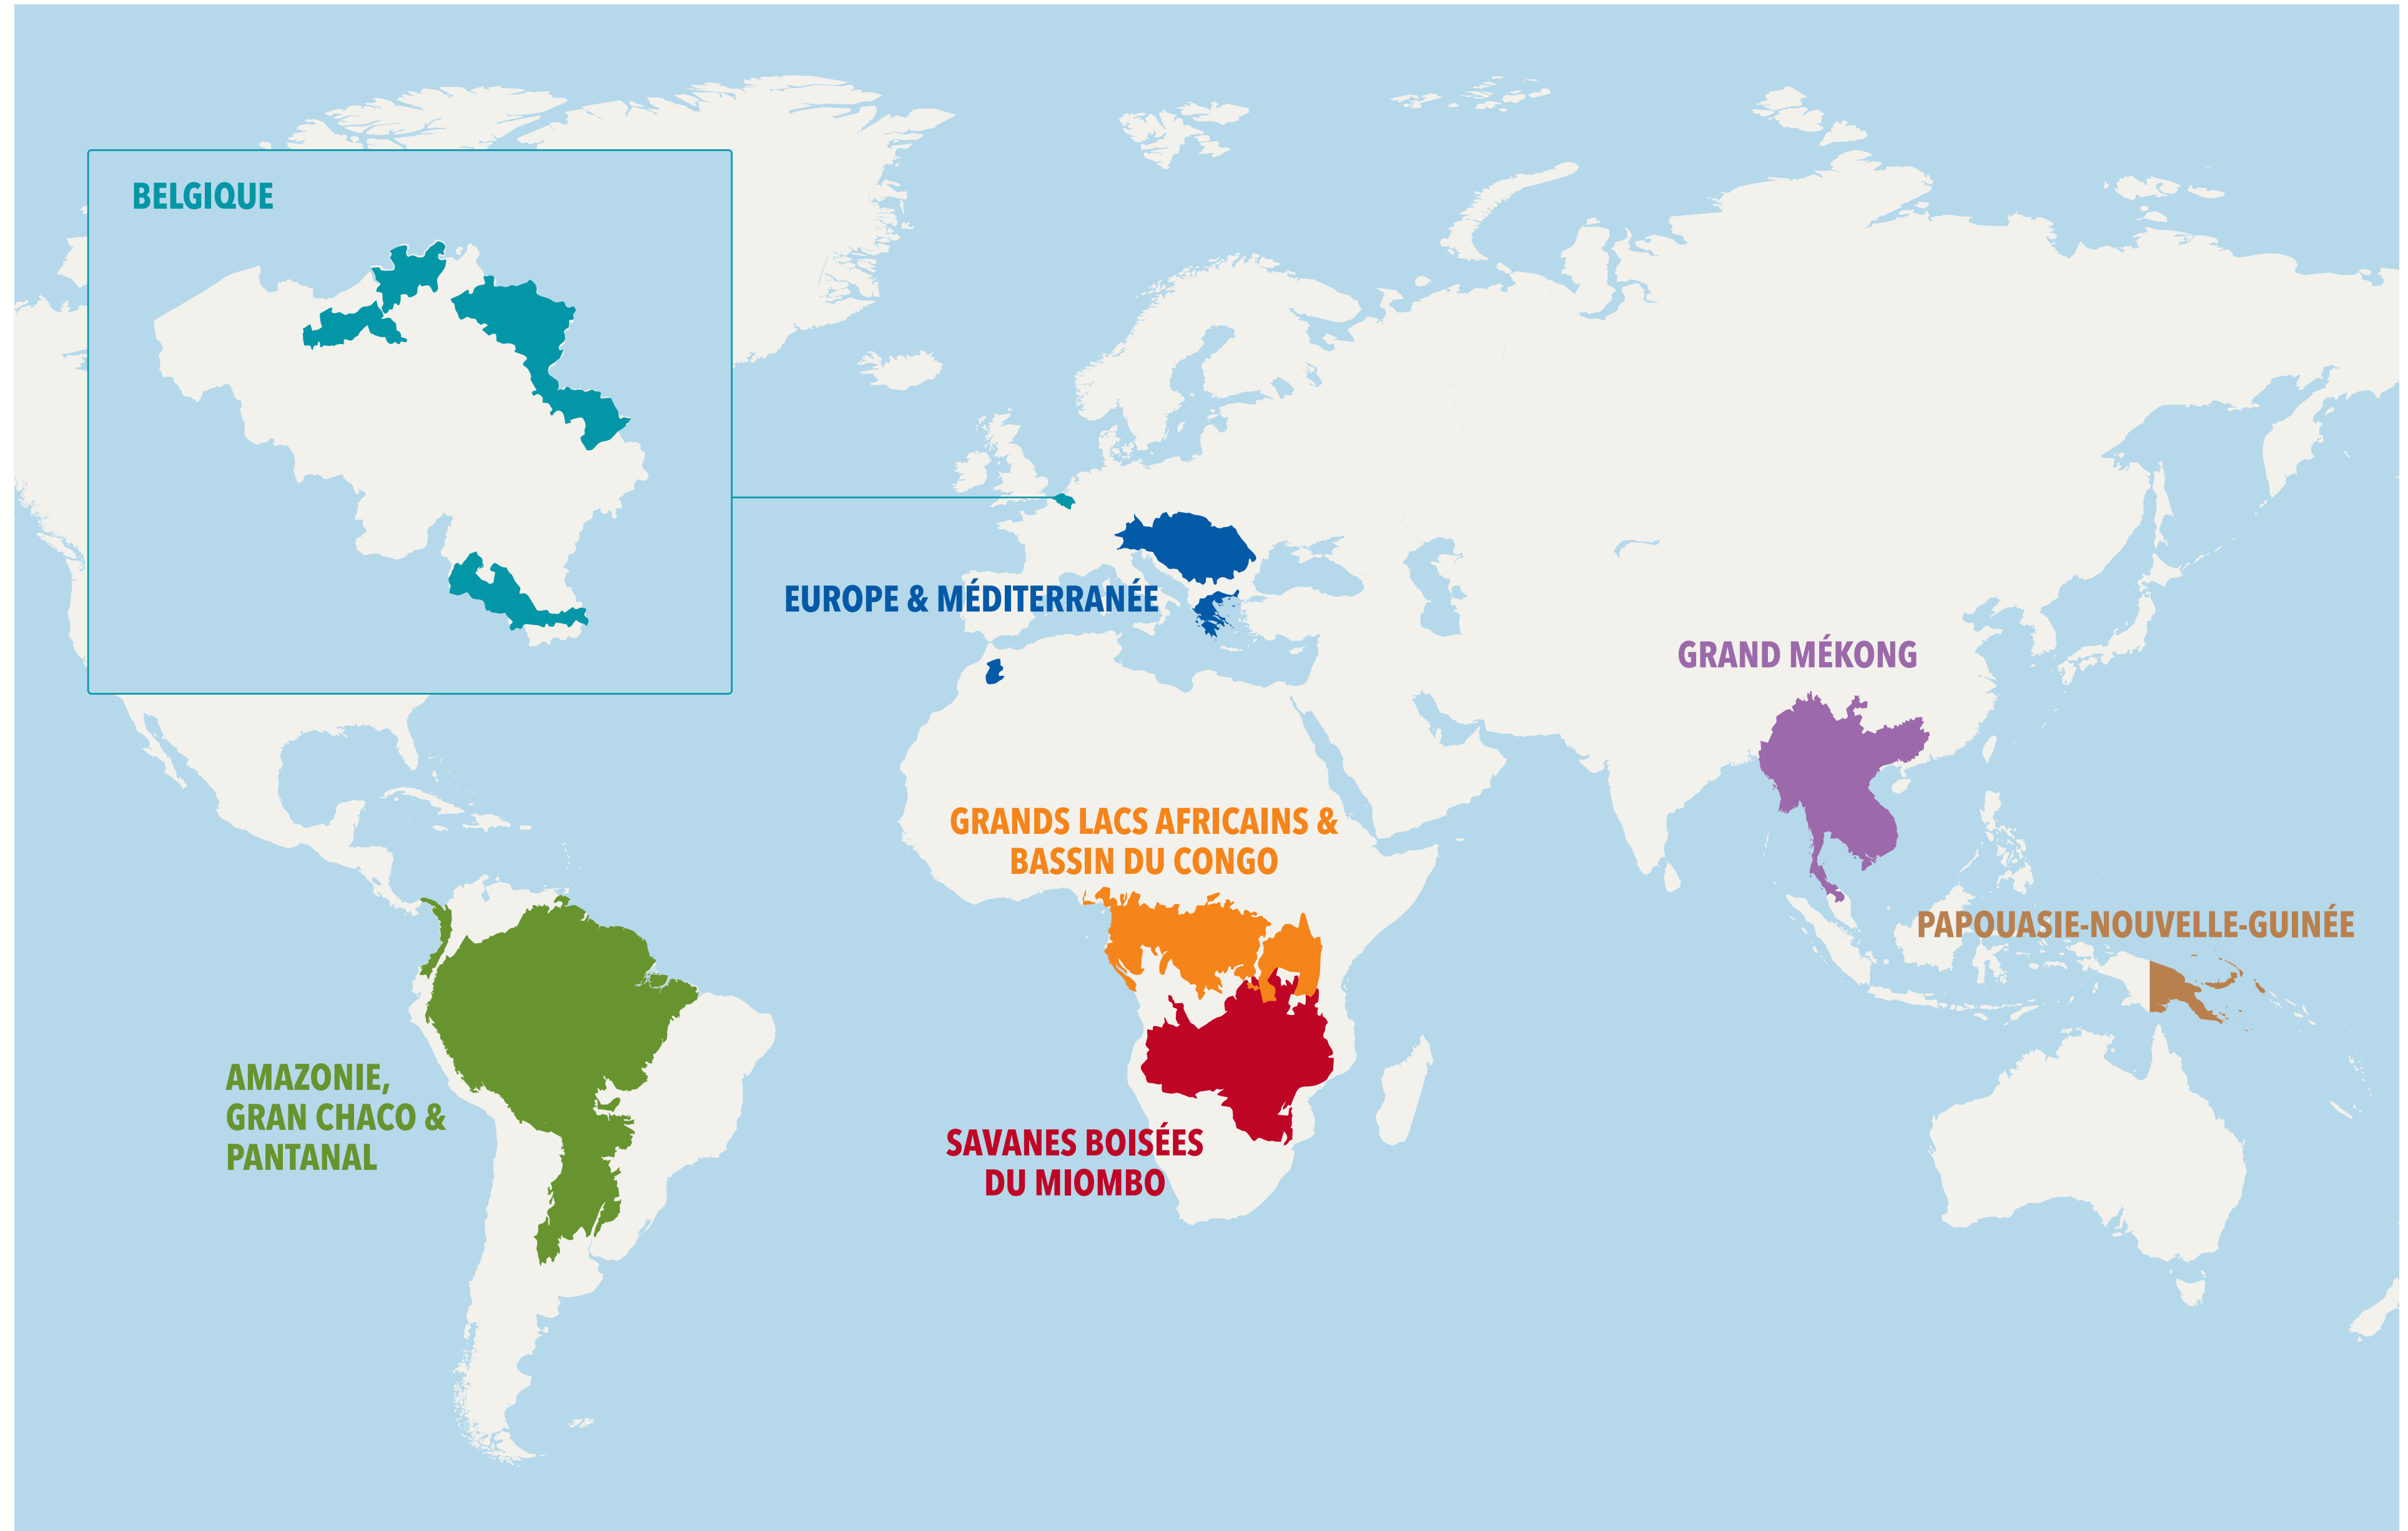 BELGIQUE
EUROPE & MÉDITERRANÉE
GRAND MÉKONG
GRANDS LACS AFRICAINS &
BASSIN DU CONGO
PAPOUASIE-NOUVELLE-GUINÉE
AMAZONIE,
GRAN CHACO &
PANTANAL
SAVANES BOISÉES
DU MIOMBO